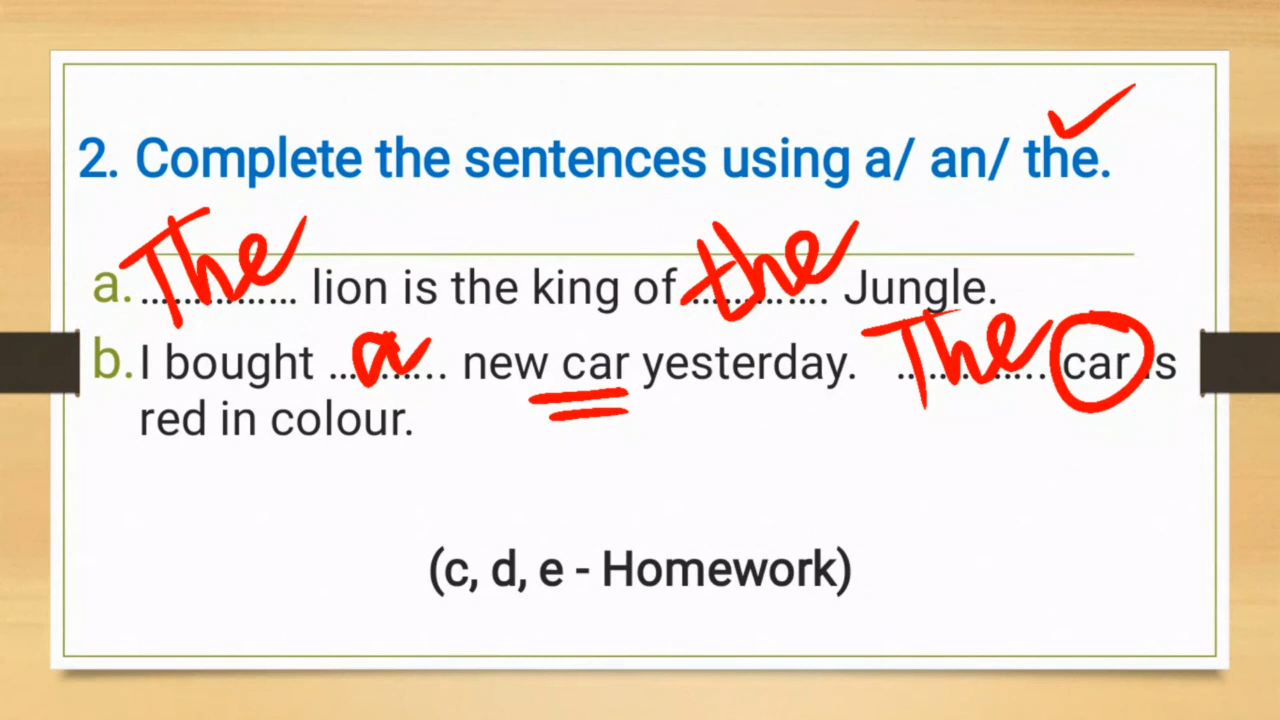 2. Complete the sentences using a/ an/ the.
a. The lion is the king of the Jungle.
b. I bought a new car yesterday. The car is
red in colour.
(c, d, e - Homework)